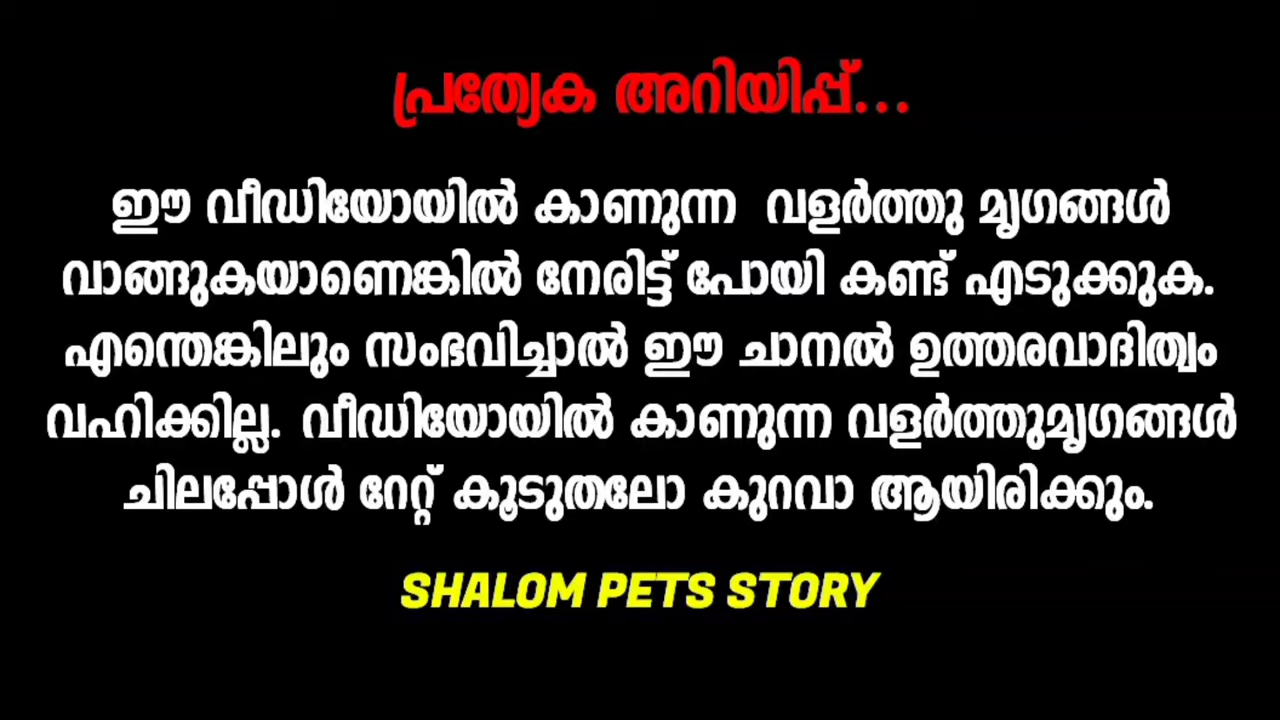 പ്രത്യേക അറിയിപ്പ്...
ഈ വീഡിയോയിൽ കാണുന്ന വളർത്തു മൃഗങ്ങൾ
വാങ്ങുകയാണെങ്കിൽ നേരിട്ട് പോയി കണ്ട് എടുക്കുക.
എന്തെങ്കിലും സംഭവിച്ചാൽ ഈ ചാനൽ ഉത്തരവാദിത്വം
വഹിക്കില്ല. വീഡിയോയിൽ കാണുന്ന വളർത്തുമൃഗങ്ങൾ
ചിലപ്പോൾ റേറ്റ് കൂടുതലോ കുറവാ ആയിരിക്കും.
SHALOM PETS STORY